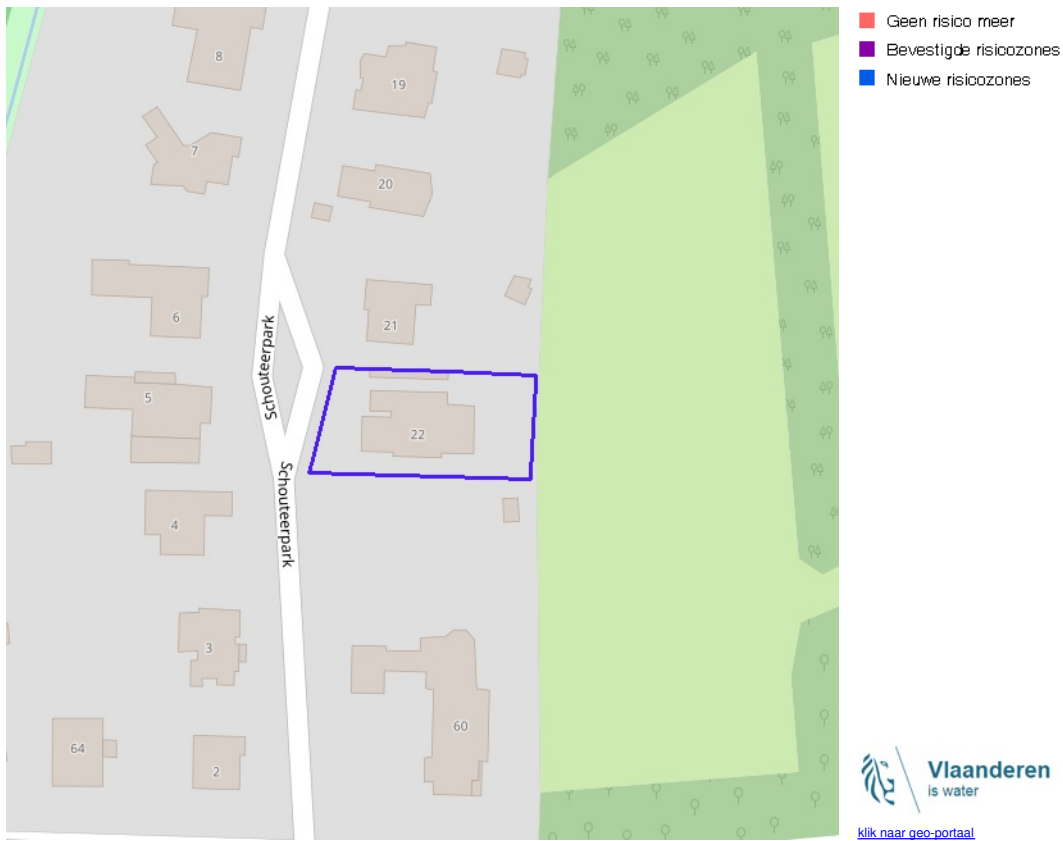 Geen risico meer
Bevestigde risicozones
Nieuwe risicozones
8
19
7
20
6
21
Schouteerpark
5
22
Schouteerpark
4
3
60
64
2
Vlaanderen
is water
klik naar geo-portaal